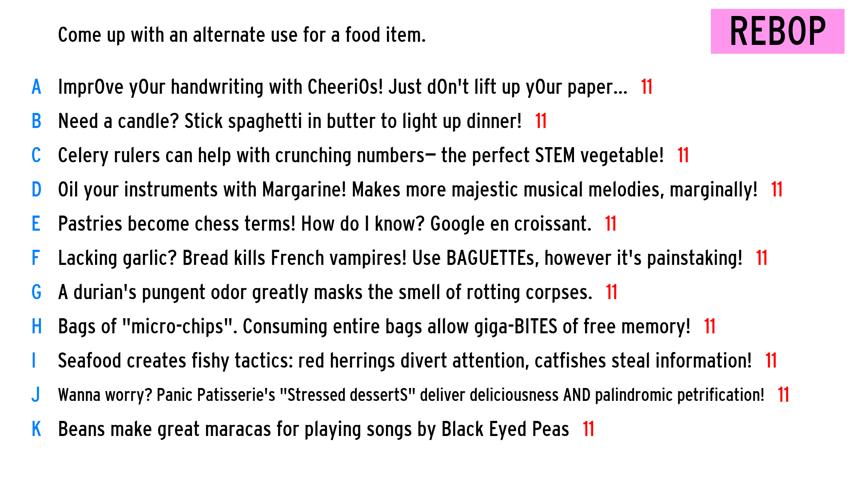 Come up with an alternate use for a food item.
REBOP
A Impr0ve y0ur handwriting with Cheeri0s! Just d0n't lift up y0ur paper... 11
B Need a candle? Stick spaghetti in butter to light up dinner! 11
C Celery rulers can help with crunching numbers— the perfect STEM vegetable! 11
D Oil your instruments with Margarine! Makes more majestic musical melodies, marginally! 11
E Pastries become chess terms! How do I know? Google en croissant. 11
F Lacking garlic? Bread kills French vampires! Use BAGUETTEs, however it's painstaking! 11
G A durian's pungent odor greatly masks the smell of rotting corpses. 11
H Bags of "micro-chips". Consuming entire bags allow giga-BITES of free memory! 11
I Seafood creates fishy tactics: red herrings divert attention, catfishes steal information! 11
J Wanna worry? Panic Patisserie's "Stressed dessertS" deliver deliciousness AND palindromic petrification! 11
K Beans make great maracas for playing songs by Black Eyed Peas 11